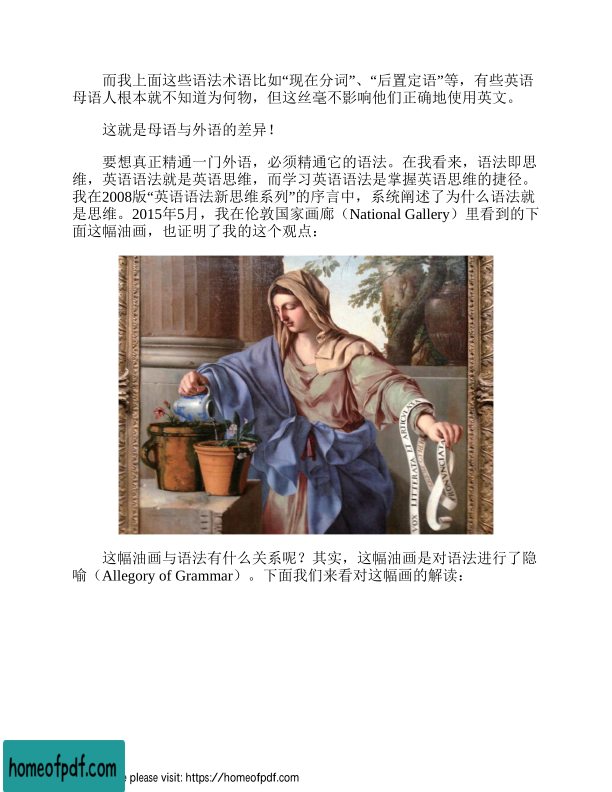 而我上面这些语法术语比如“现在分词”、“后置定语”等，有些英语
母语人根本就不知道为何物，但这丝毫不影响他们正确地使用英文。
这就是母语与外语的差异！
要想真正精通一门外语，必须精通它的语法。在我看来，语法即思
维，英语语法就是英语思维，而学习英语语法是掌握英语思维的捷径。
我在2008版“英语语法新思维系列”的序言中，系统阐述了为什么语法就
是思维。2015年5月，我在伦敦国家画廊（National Gallery）里看到的下
面这幅油画，也证明了我的这个观点：
VOX LITTERATA ET ARTICULATA
PRONUNCIATA
这幅油画与语法有什么关系呢？其实，这幅油画是对语法进行了隐
喻（Allegory of Grammar）。下面我们来看对这幅画的解读：
homeofpdf.com
e please visit: https://homeofpdf.com